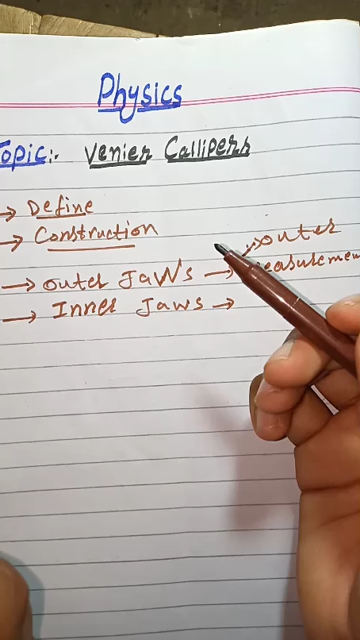 Physics
Topic:- Venier Callipers
→ Define
→ Construction
→ outer Jaws → outer
measuremen
→ Inner Jaws →